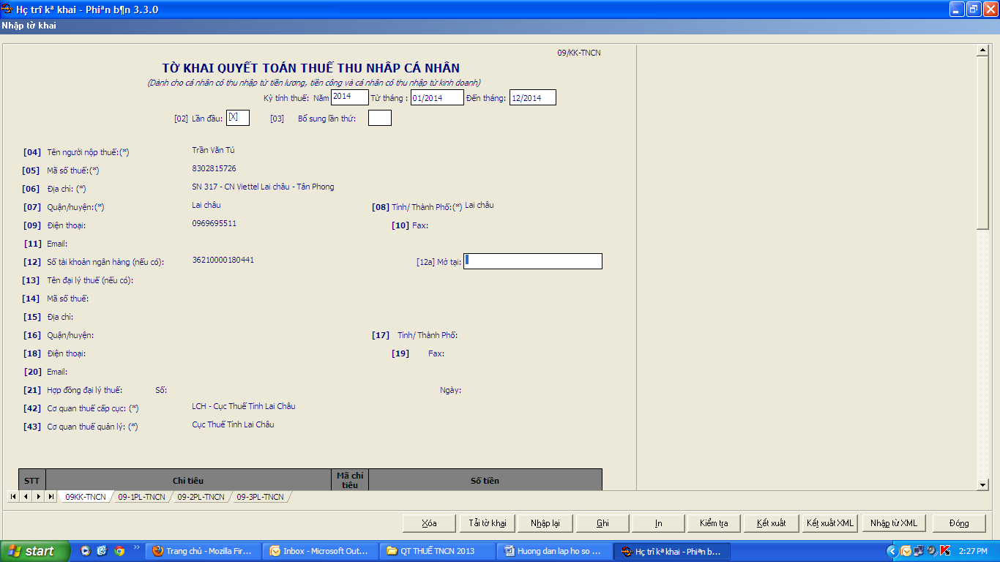 Hç trî kª khai - Phiªn b¶n 3.3.0
Nhập tờ khai
09/KK-TNCN
TỜ KHAI QUYẾT TOÁN THUẾ THU NHẬP CÁ NHÂN
(Dành cho cá nhân có thu nhập từ tiền lương, tiền công và cá nhân có thu nhập từ kinh doanh)
Kỳ tính thuế: Năm 2014 Từ tháng : 01/2014 Đến tháng: 12/2014
[02] Lần đầu: [X] [03] Bổ sung lần thứ:
[04] Tên người nộp thuế:(*) Trần Văn Tú
[05] Mã số thuế:(*) 8302815726
[06] Địa chỉ: (*) SN 317 - CN Viettel Lai châu - Tân Phong
[07] Quận/huyện:(*) Lai châu [08] Tỉnh/ Thành Phố:(*) Lai châu
[09] Điện thoại: 0969695511 [10] Fax:
[11] Email:
[12] Số tài khoản ngân hàng (nếu có): 36210000180441 [12a] Mở tại:
[13] Tên đại lý thuế (nếu có):
[14] Mã số thuế:
[15] Địa chỉ:
[16] Quận/huyện: [17] Tỉnh/ Thành Phố:
[18] Điện thoại: [19] Fax:
[20] Email:
[21] Hợp đồng đại lý thuế: Số: Ngày:
[42] Cơ quan thuế cấp cục: (*) LCH - Cục Thuế Tỉnh Lai Châu
[43] Cơ quan thuế quản lý: (*) Cục Thuế Tỉnh Lai Châu
STT Chỉ tiêu Mã chỉ tiêu Số tiền
09KK-TNCN 09-1PL-TNCN 09-2PL-TNCN 09-3PL-TNCN
Xóa Tải tờ khai Nhập lại Ghi In Kiểm tra Kết xuất Kết xuất XML Nhập từ XML Đóng
start Trang chủ - Mozilla Fir... Inbox - Microsoft Out... QT THUẾ TNCN 2013 Huong dan lap ho so ... Hç trî kª khai - Phiªn b... 2:27 PM